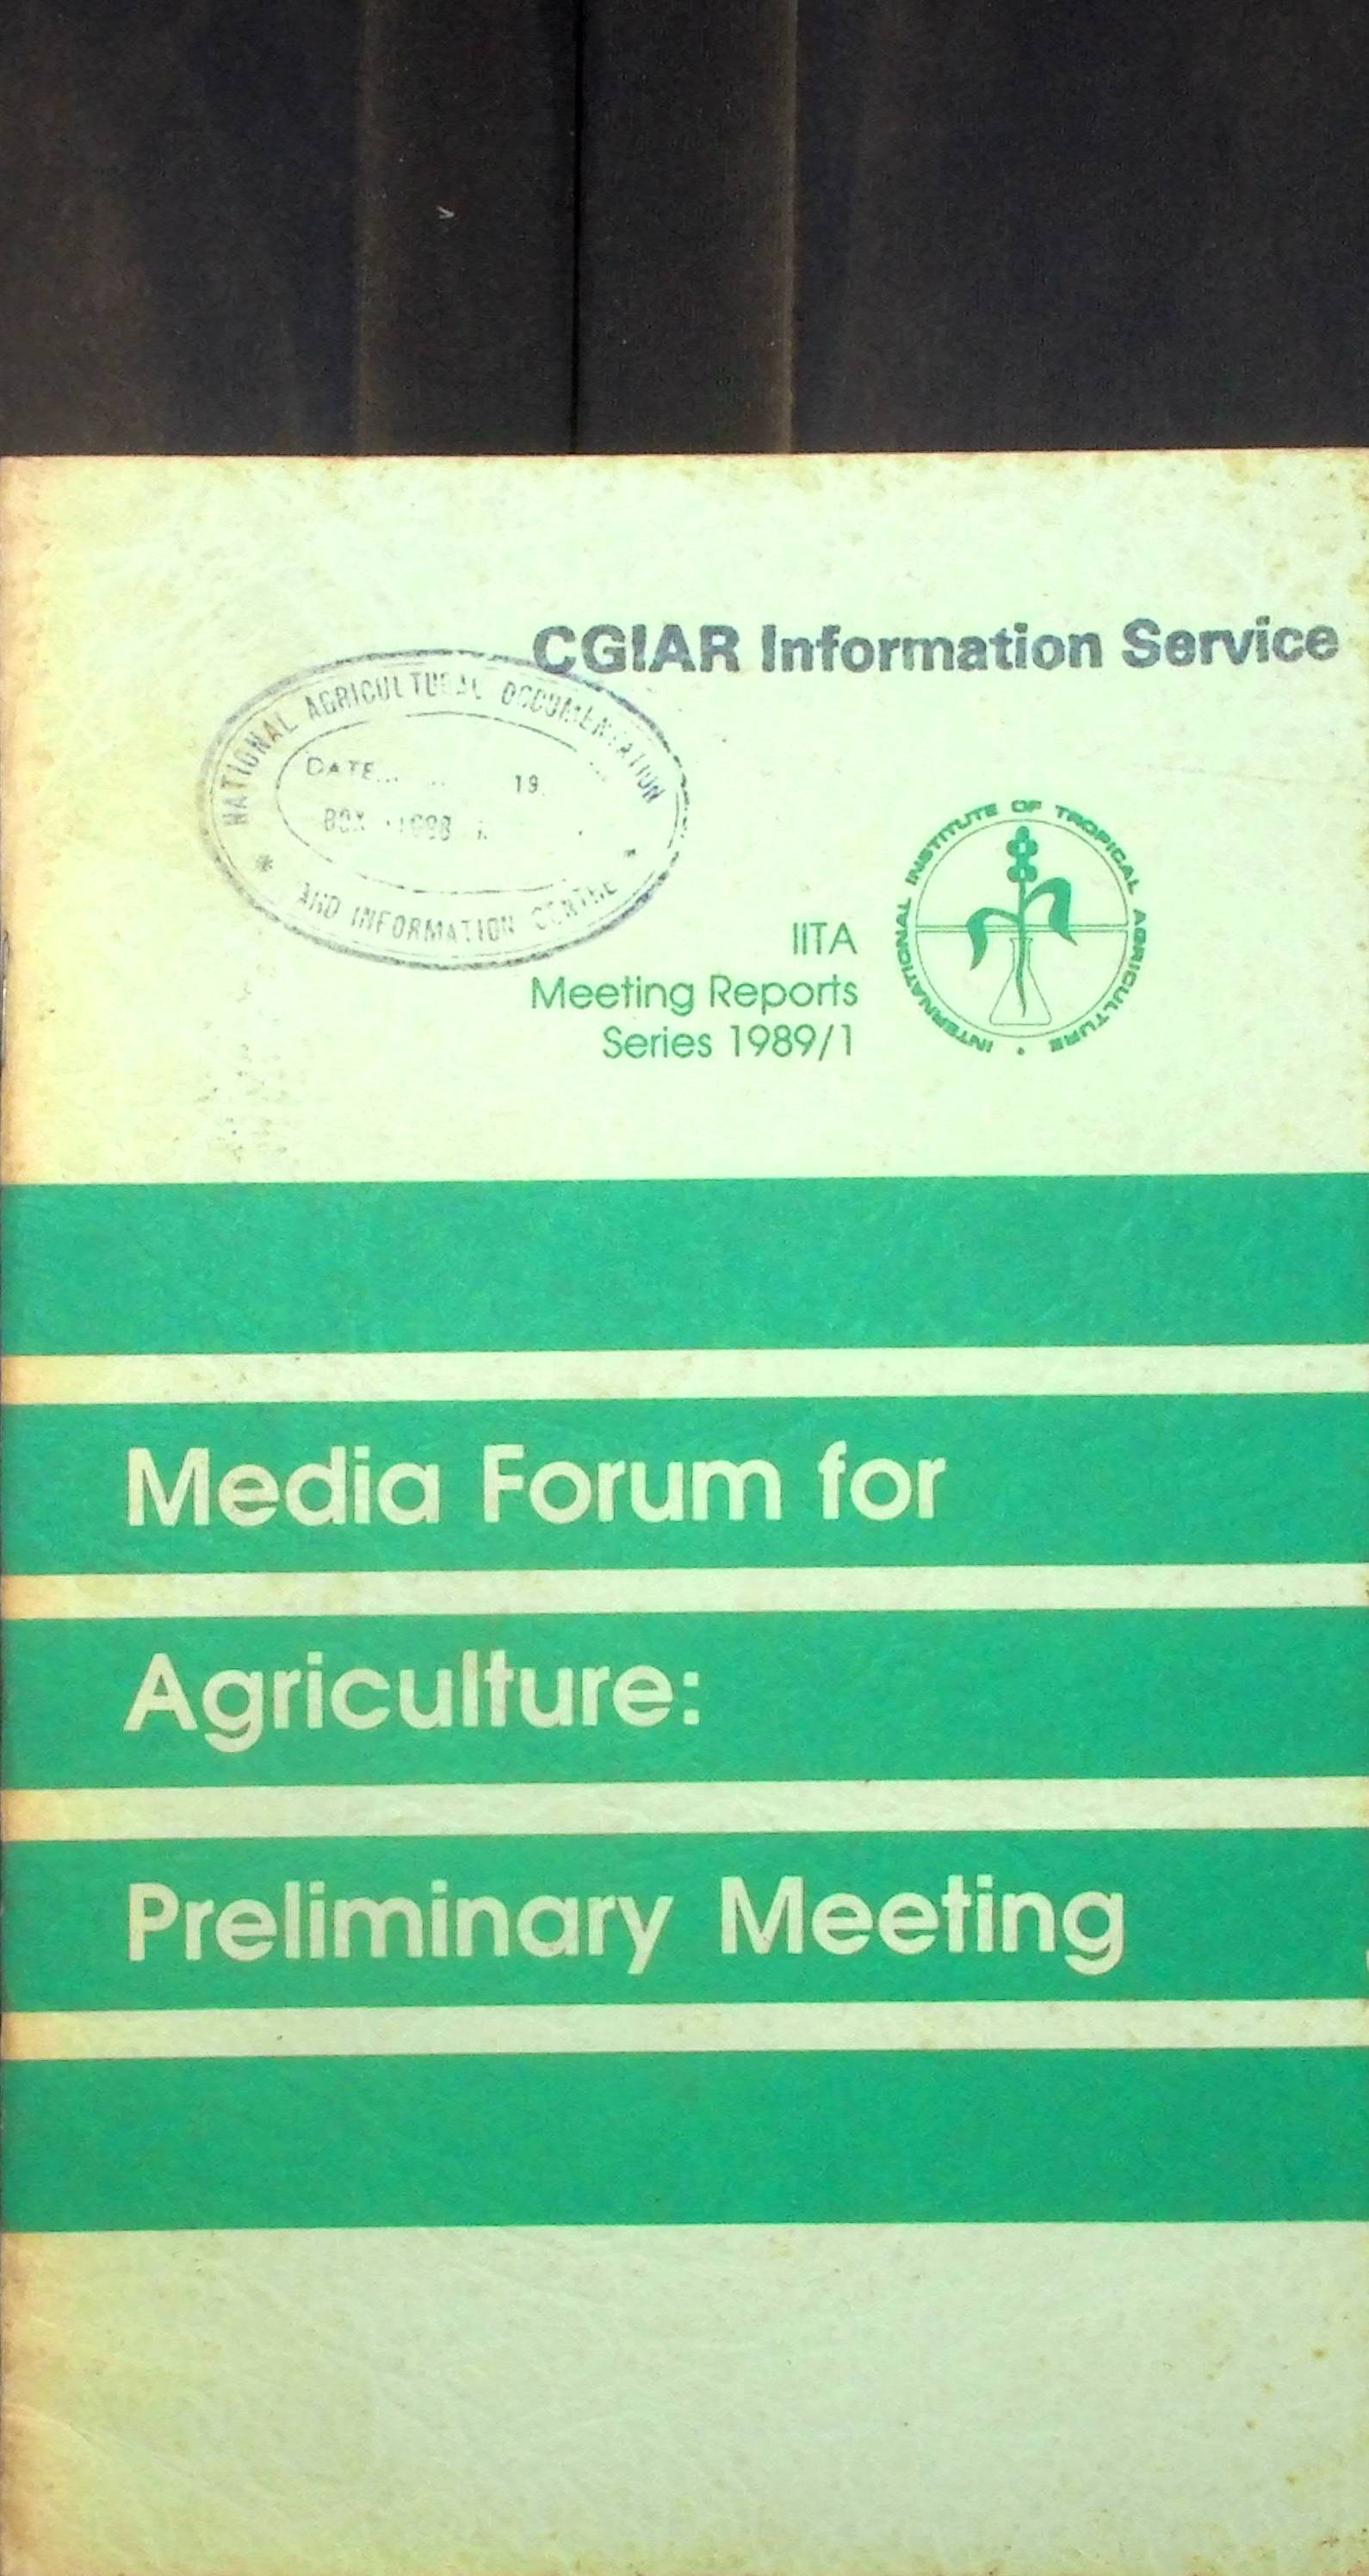 CGIAR Information Service
NATIONAL AGRICULTURAL DOCUMENTATION
DATE... ... 19
BOX
* AND INFORMATION CENTRE *
INTERNATIONAL INSTITUTE OF TROPICAL AGRICULTURE •
IITA
Meeting Reports
Series 1989/1
Media Forum for
Agriculture:
Preliminary Meeting